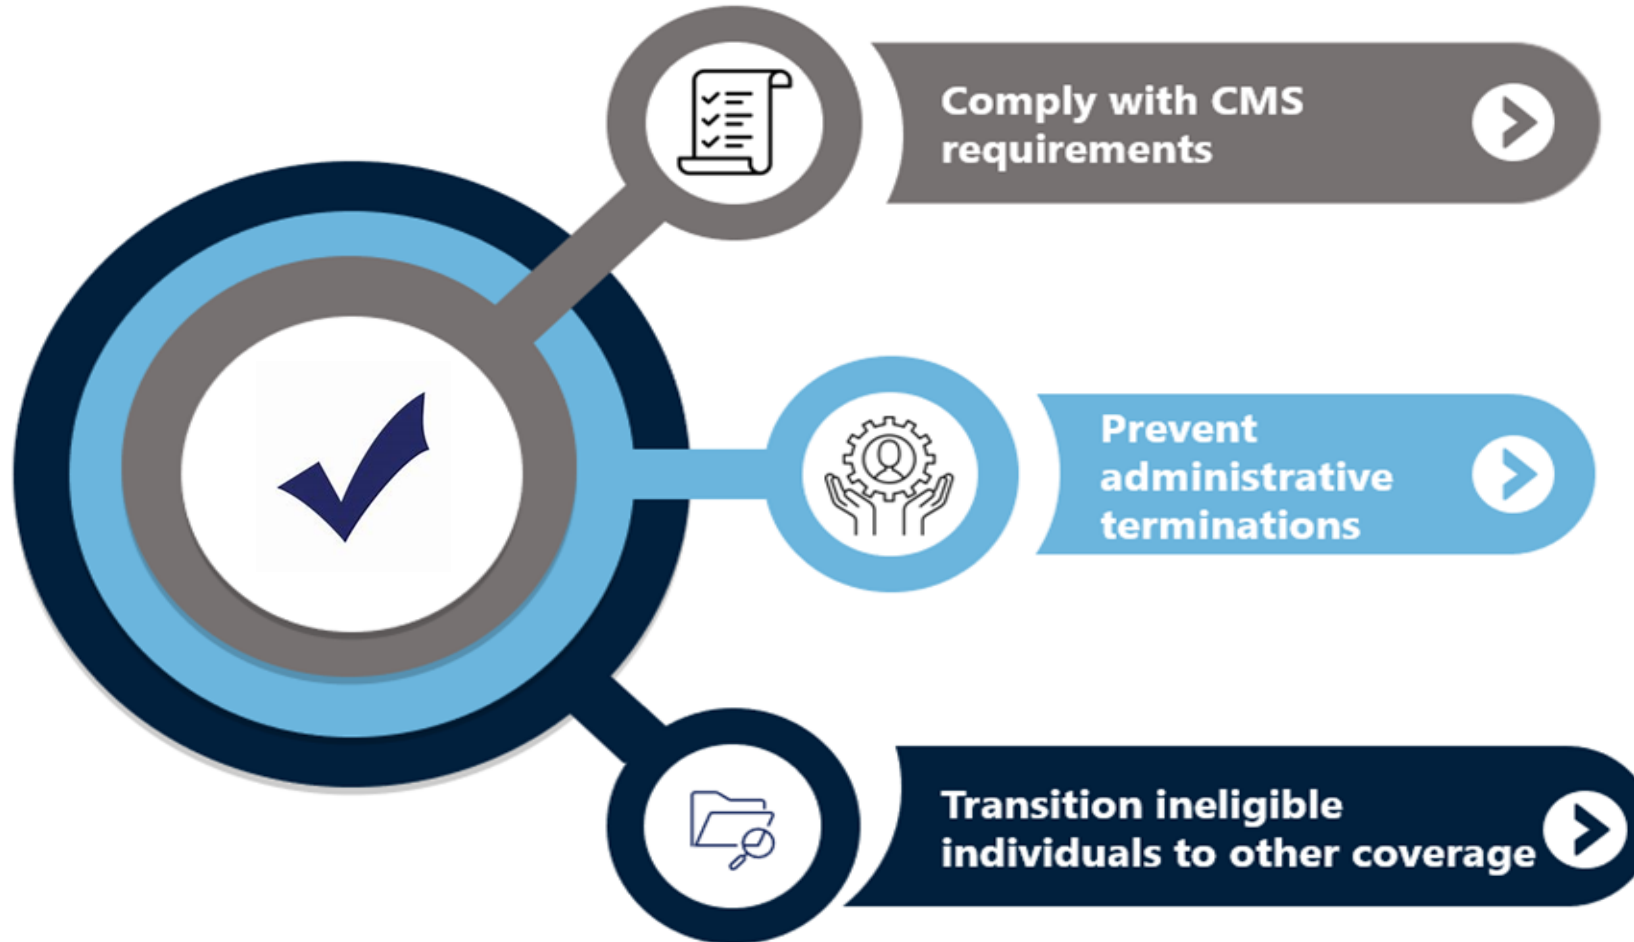 Comply with CMS
requirements
Prevent
administrative
terminations
Transition ineligible
individuals to other coverage